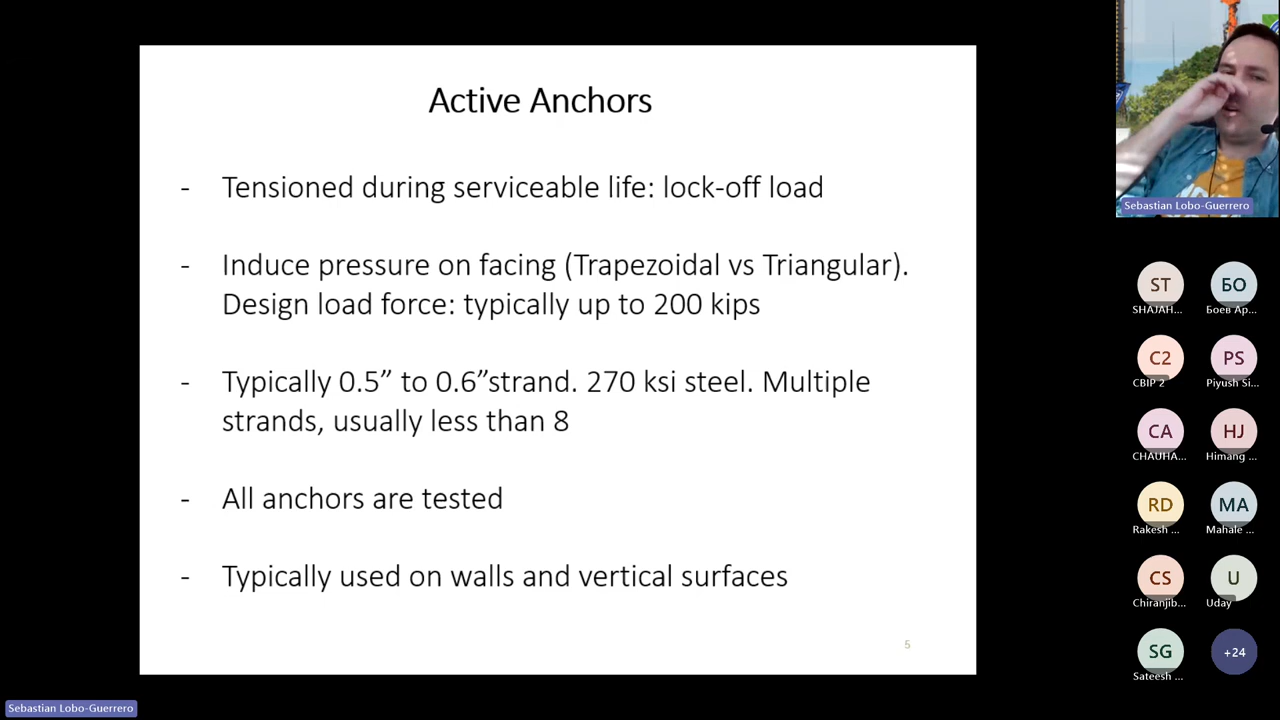 Active Anchors
- Tensioned during serviceable life: lock-off load
- Induce pressure on facing (Trapezoidal vs Triangular).
Design load force: typically up to 200 kips
- Typically 0.5” to 0.6”strand. 270 ksi steel. Multiple
strands, usually less than 8
- All anchors are tested
- Typically used on walls and vertical surfaces
5
Sebastian Lobo-Guerrero
ST
SHAJAH...
БО
Боев Ар...
C2
CBIP 2
PS
Piyush Si...
CA
CHAUHA...
HJ
Himang ...
RD
Rakesh ...
MA
Mahale ...
CS
Chiranjib...
U
Uday
SG
Sateesh ...
+24
Sebastian Lobo-Guerrero